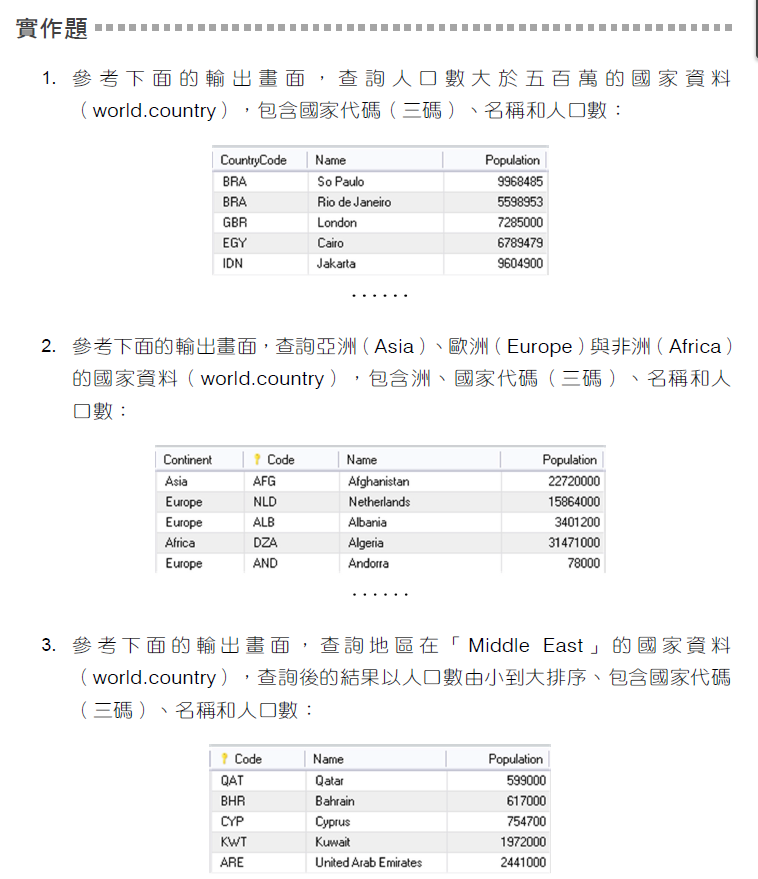 實作題
1. 參考下面的輸出畫面，查詢人口數大於五百萬的國家資料
（world.country），包含國家代碼（三碼）、名稱和人口數：
CountryCode Name Population
BRA So Paulo 9968485
BRA Rio de Janeiro 5598953
GBR London 7285000
EGY Cairo 6789479
IDN Jakarta 9604900
......
2. 參考下面的輸出畫面，查詢亞洲（Asia）、歐洲（Europe）與非洲（Africa）
的國家資料（world.country），包含洲、國家代碼（三碼）、名稱和人
口數：
Continent Code Name Population
Asia AFG Afghanistan 22720000
Europe NLD Netherlands 15864000
Europe ALB Albania 3401200
Africa DZA Algeria 31471000
Europe AND Andorra 78000
......
3. 參考下面的輸出畫面，查詢地區在「Middle East」的國家資料
（world.country），查詢後的結果以人口數由小到大排序、包含國家代碼
（三碼）、名稱和人口數：
Code Name Population
QAT Qatar 599000
BHR Bahrain 617000
CYP Cyprus 754700
KWT Kuwait 1972000
ARE United Arab Emirates 2441000